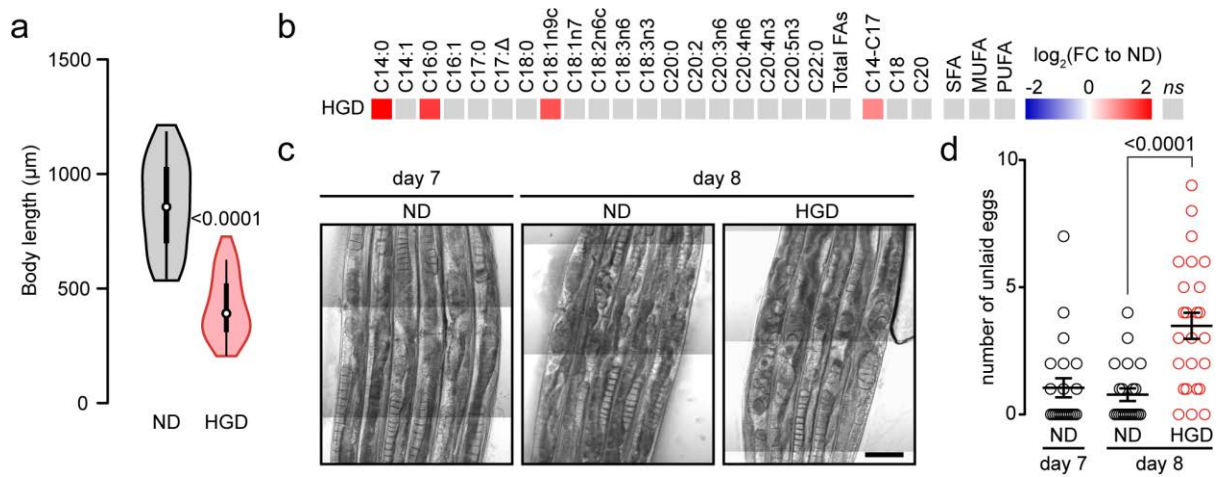 a
1500
1000
500
0
Body length (µm)
<0.0001
ND
HGD
b
C14:0
C14:1
C16:0
C16:1
C17:0
C17:Δ
C18:0
C18:1n9c
C18:1n7
C18:2n6c
C18:3n6
C18:3n3
C20:0
C20:2
C20:3n6
C20:4n6
C20:4n3
C20:5n3
C22:0
Total FAs
C14-C17
C18
C20
SFA
MUFA
PUFA
HGD
log2(FC to ND)
-2 0 2 ns
c
day 7 day 8
ND ND HGD
d
<0.0001
10
5
0
number of unlaid eggs
ND ND HGD
day 7 day 8